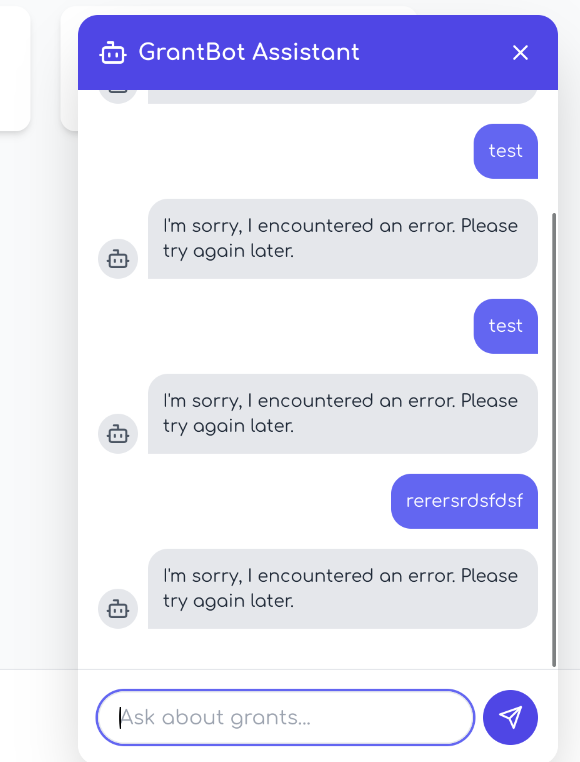 GrantBot Assistant
test
I'm sorry, I encountered an error. Please
try again later.
test
I'm sorry, I encountered an error. Please
try again later.
rerersrdsfdsf
I'm sorry, I encountered an error. Please
try again later.
Ask about grants...